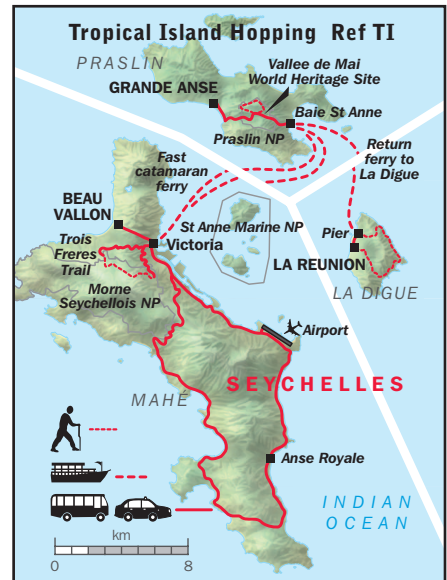 Tropical Island Hopping Ref TI
PRASLIN
Vallee de Mai
World Heritage Site
GRANDE ANSE
Baie St Anne
Praslin NP
Fast
catamaran
ferry
Return
ferry to
La Digue
BEAU
VALLON
St Anne Marine NP
Victoria
Trois
Freres
Trail
Pier
LA REUNION
Morne
Seychellois NP
LA DIGUE
Airport
SEYCHELLES
MAHÉ
Anse Royale
INDIAN
OCEAN
km
0 8